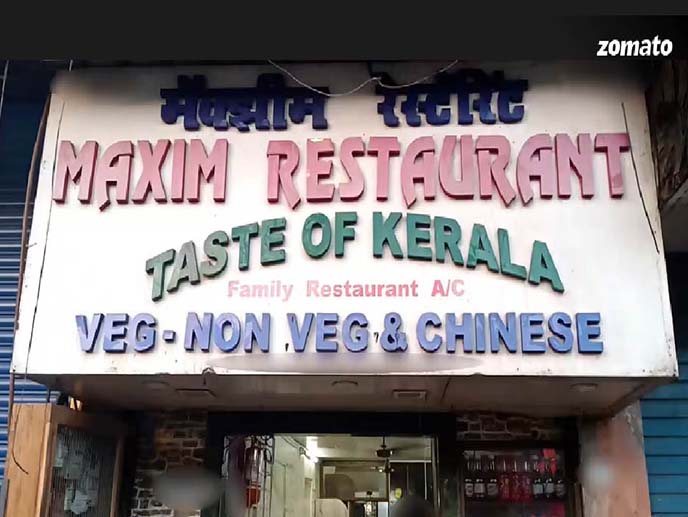 zomato
मॅक्झीम रेस्टॉरंट
MAXIM RESTAURANT
TASTE OF KERALA
Family Restaurant A/C
VEG - NON VEG & CHINESE